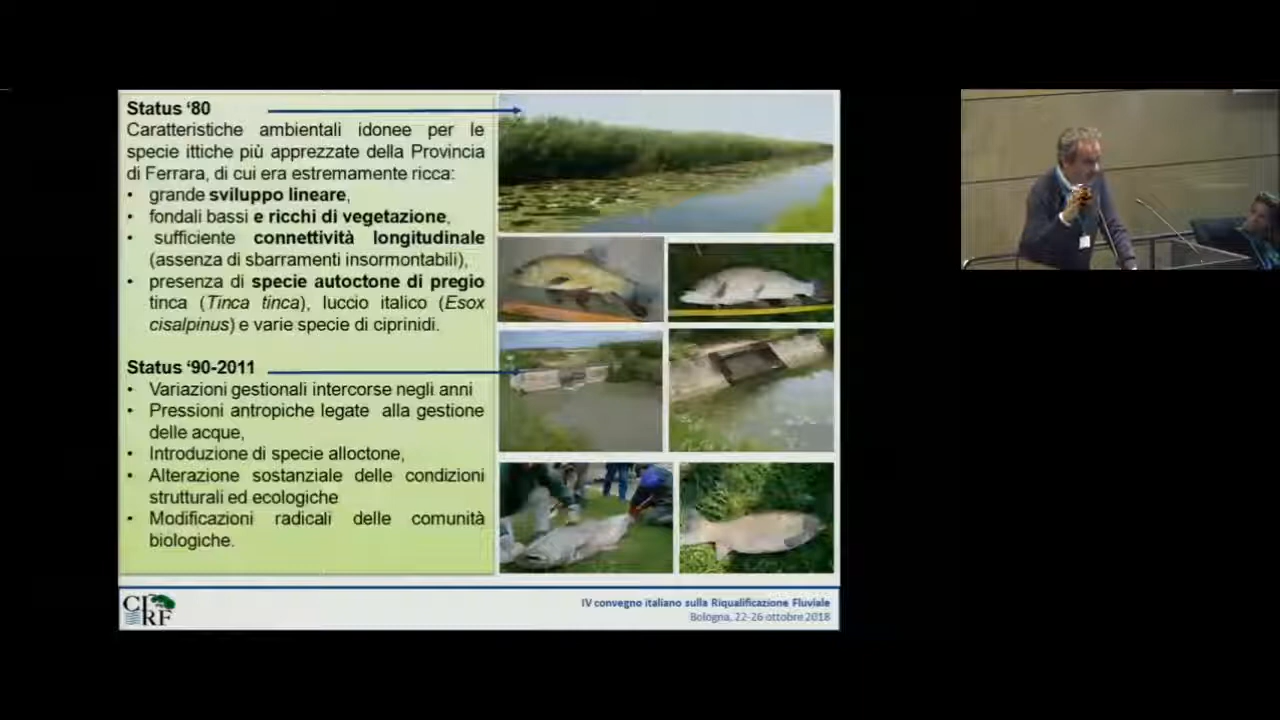 Status ‘80
Caratteristiche ambientali idonee per le
specie ittiche più apprezzate della Provincia
di Ferrara, di cui era estremamente ricca:
• grande sviluppo lineare,
• fondali bassi e ricchi di vegetazione,
• sufficiente connettività longitudinale
(assenza di sbarramenti insormontabili),
• presenza di specie autoctone di pregio
tinca (Tinca tinca), luccio italico (Esox
cisalpinus) e varie specie di ciprinidi.
Status ‘90-2011
• Variazioni gestionali intercorse negli anni
• Pressioni antropiche legate alla gestione
delle acque,
• Introduzione di specie alloctone,
• Alterazione sostanziale delle condizioni
strutturali ed ecologiche
• Modificazioni radicali delle comunità
biologiche.
CIRF
IV convegno italiano sulla Riqualificazione Fluviale
Bologna, 22-26 ottobre 2018